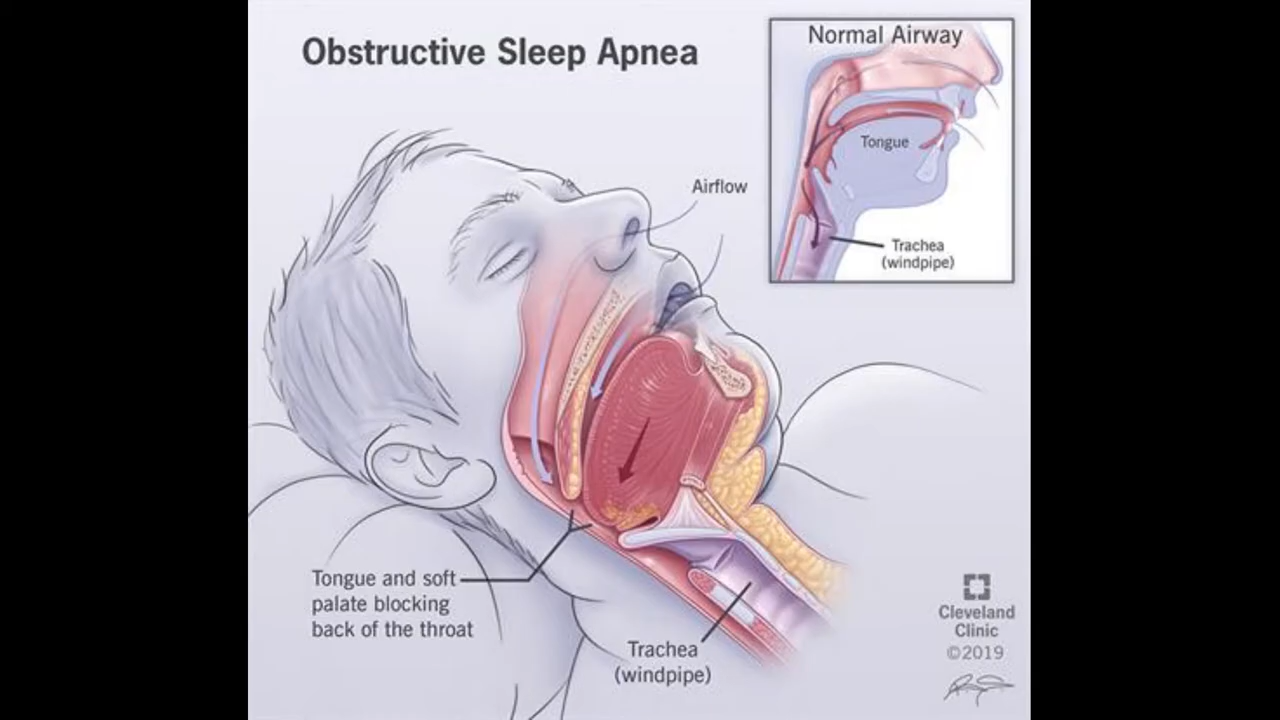 Obstructive Sleep Apnea
Normal Airway
Tongue
Trachea
(windpipe)
Airflow
Tongue and soft
palate blocking
back of the throat
Trachea
(windpipe)
Cleveland
Clinic
©2019